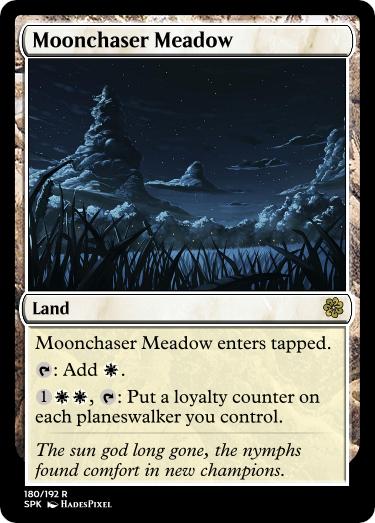 Moonchaser Meadow
Land
Moonchaser Meadow enters tapped.
: Add .
1 , : Put a loyalty counter on
each planeswalker you control.
The sun god long gone, the nymphs
found comfort in new champions.
180/192 R
SPK HadesPixel